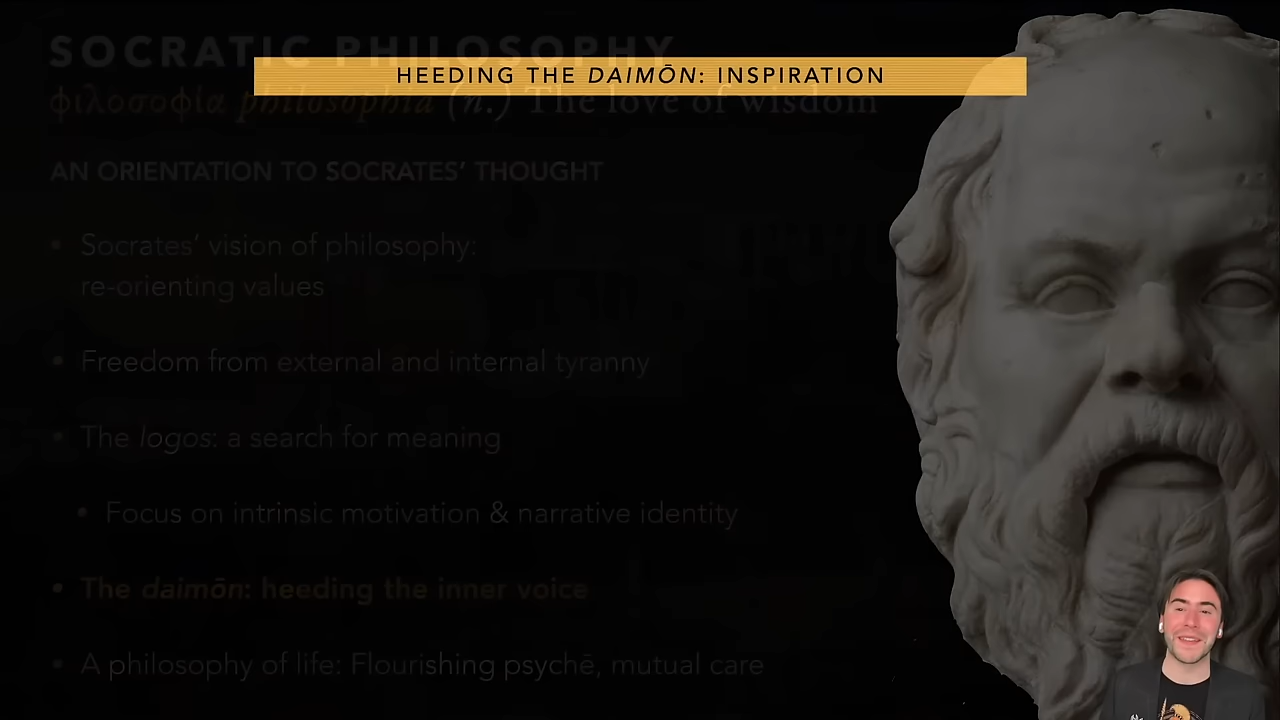 SOCRATIC PHILOSOPHY
HEEDING THE DAIMŌN: INSPIRATION
φιλοσοφία philosophia (n.) The love of wisdom
AN ORIENTATION TO SOCRATES’ THOUGHT
▪ Socrates’ vision of philosophy:
re-orienting values
• Freedom from external and internal tyranny
• The logos: a search for meaning
• Focus on intrinsic motivation & narrative identity
• The daimōn: heeding the inner voice
▪ A philosophy of life: Flourishing psychē, mutual care